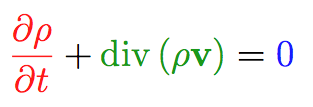 ∂ρ/∂t + div (ρ𝐯) = 0